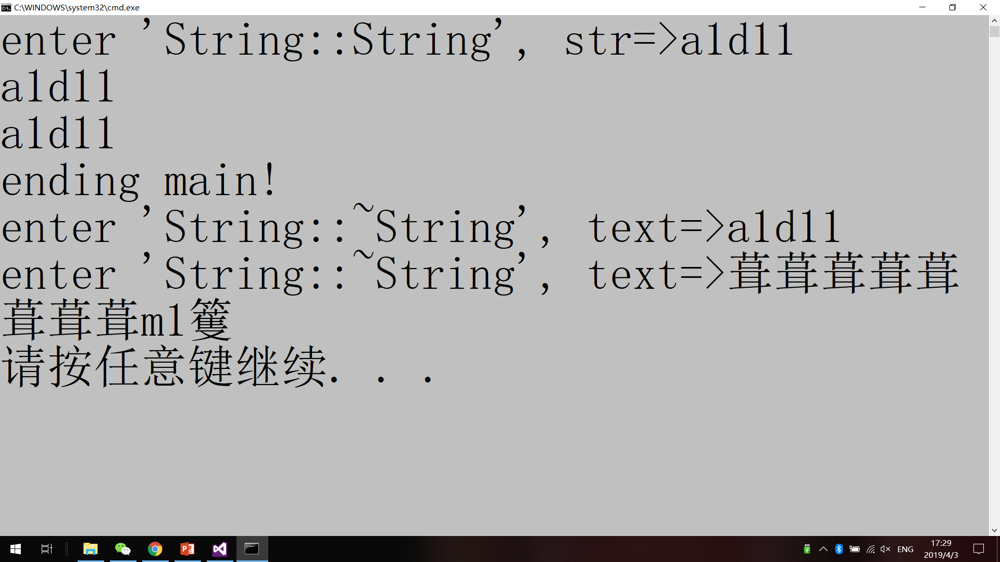 C:\WINDOWS\system32\cmd.exe
enter 'String::String', str=>aldll
aldll
aldll
ending main!
enter 'String::~String', text=>aldll
enter 'String::~String', text=>葺葺葺葺葺
葺葺葺ml籆
请按任意键继续. . .
ENG
17:29
2019/4/3